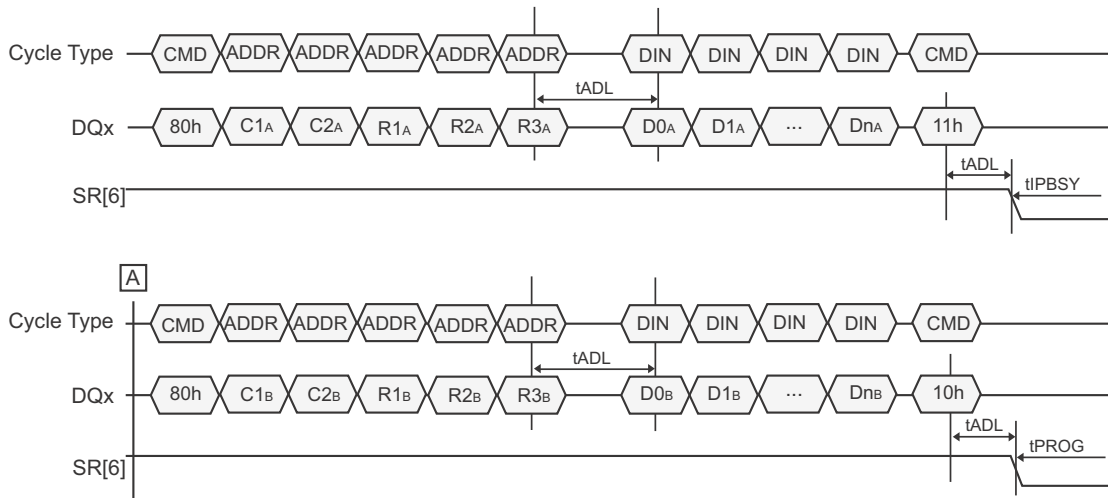 Cycle Type CMD ADDR ADDR ADDR ADDR ADDR DIN DIN DIN DIN CMD
tADL
DQx 80h C1A C2A R1A R2A R3A D0A D1A ... DnA 11h
tADL
SR[6] tIPBSY
A
Cycle Type CMD ADDR ADDR ADDR ADDR ADDR DIN DIN DIN DIN CMD
tADL
DQx 80h C1B C2B R1B R2B R3B D0B D1B ... DnB 10h
tADL
SR[6] tPROG